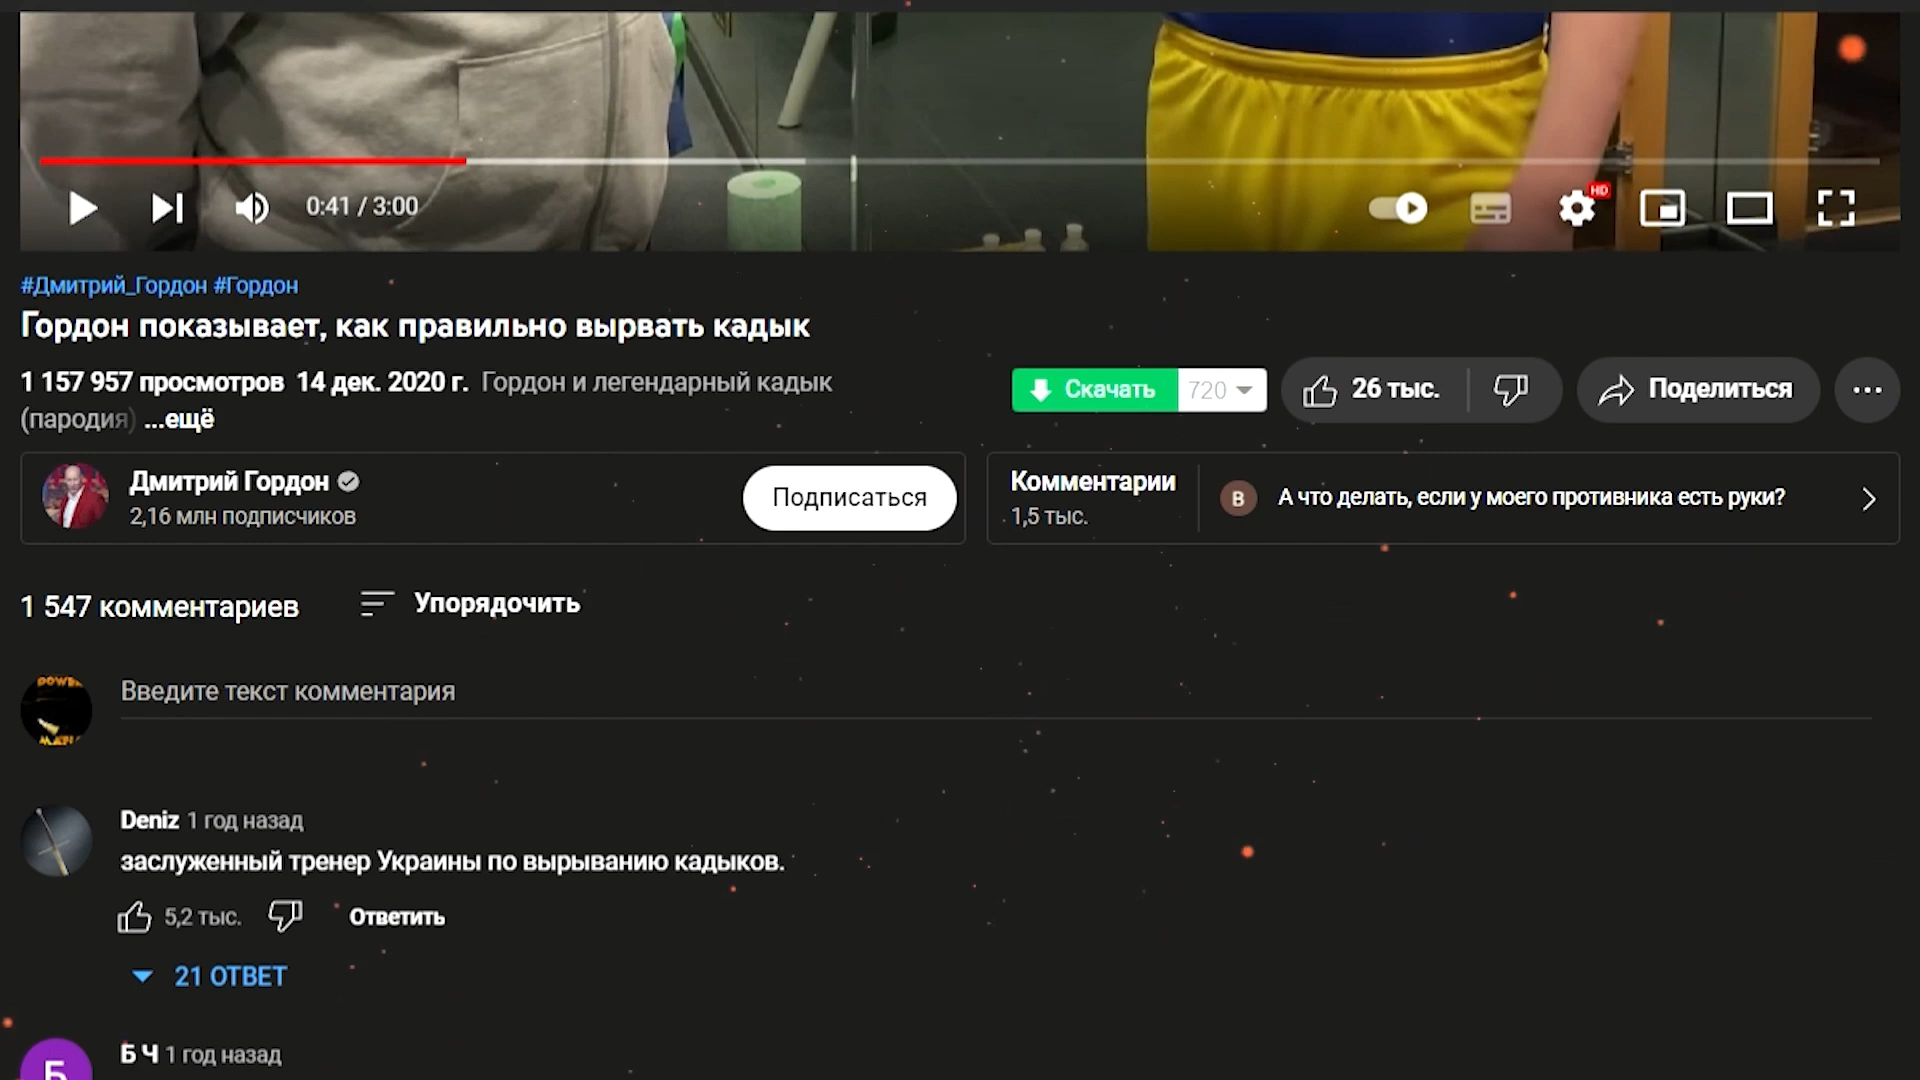 0:41 / 3:00
HD
#Дмитрий_Гордон #Гордон
Гордон показывает, как правильно вырвать кадык
1 157 957 просмотров 14 дек. 2020 г. Гордон и легендарный кадык
(пародия) ...ещё
Скачать 720
26 тыс.
Поделиться
Дмитрий Гордон
2,16 млн подписчиков
Подписаться
Комментарии
1,5 тыс.
В
А что делать, если у моего противника есть руки?
1 547 комментариев
Упорядочить
Введите текст комментария
Deniz 1 год назад
заслуженный тренер Украины по вырыванию кадыков.
5,2 тыс. Ответить
21 ОТВЕТ
Б
Б Ч 1 год назад